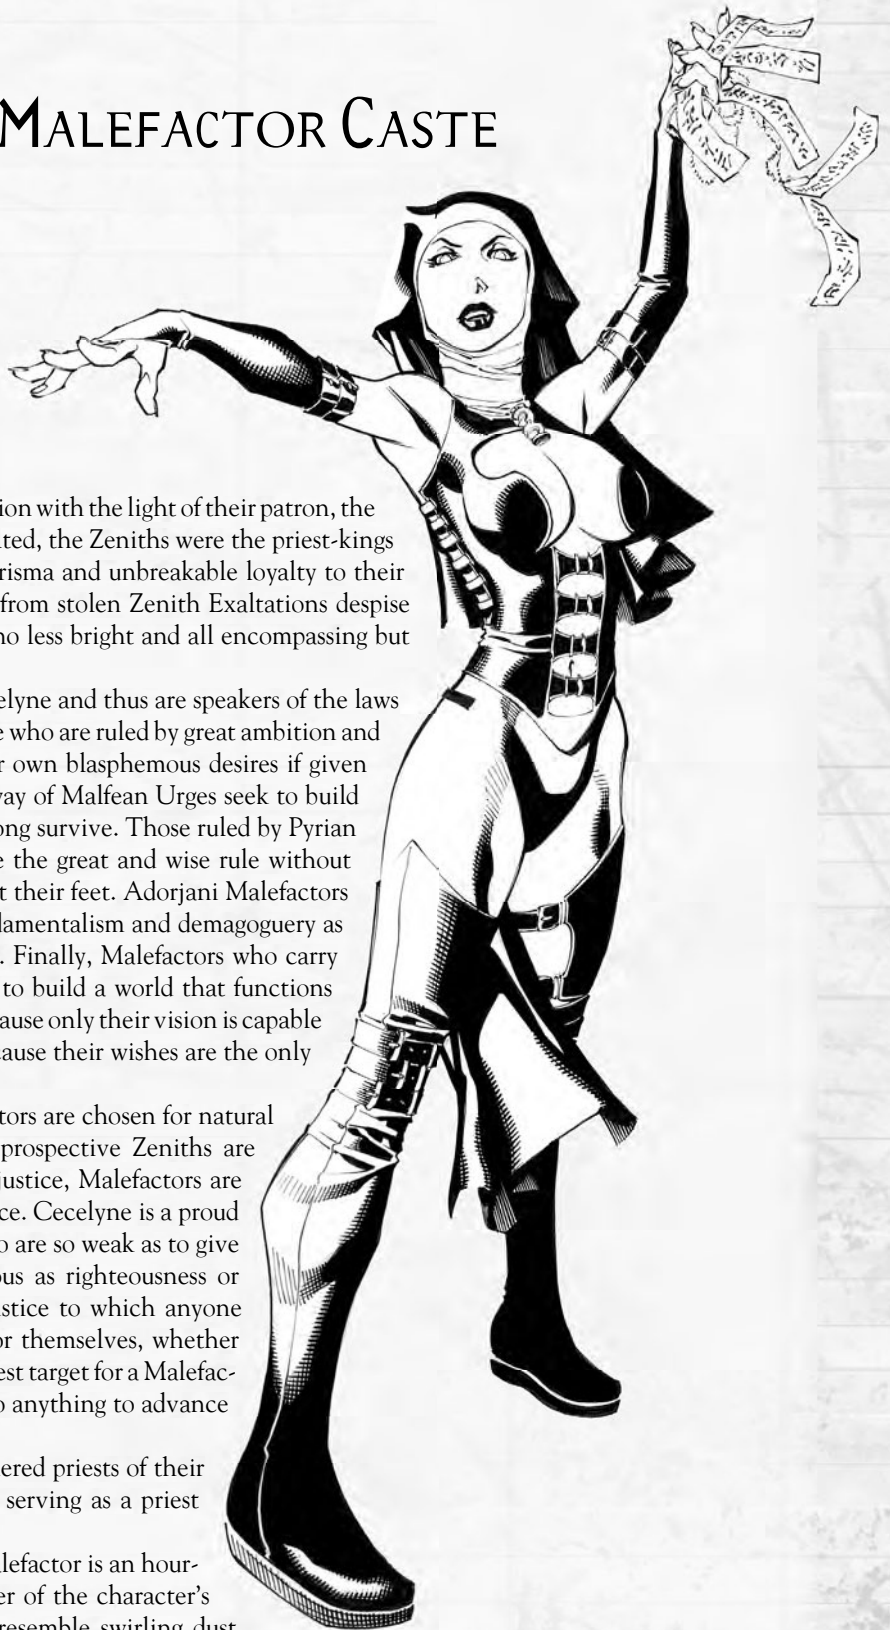 MALEFACTOR CASTE
ion with the light of their patron, the
ted, the Zeniths were the priest-kings
risma and unbreakable loyalty to their
from stolen Zenith Exaltations despise
no less bright and all encompassing but
elyne and thus are speakers of the laws
e who are ruled by great ambition and
r own blasphemous desires if given
way of Malfean Urges seek to build
ong survive. Those ruled by Pyrian
e the great and wise rule without
t their feet. Adorjani Malefactors
damentalism and demagoguery as
. Finally, Malefactors who carry
to build a world that functions
ause only their vision is capable
ause their wishes are the only
ctors are chosen for natural
prospective Zeniths are
justice, Malefactors are
ce. Cecelyne is a proud
o are so weak as to give
ous as righteousness or
stice to which anyone
or themselves, whether
est target for a Malefac-
o anything to advance
ered priests of their
serving as a priest
alefactor is an hour-
er of the character's
resemble swirling dust